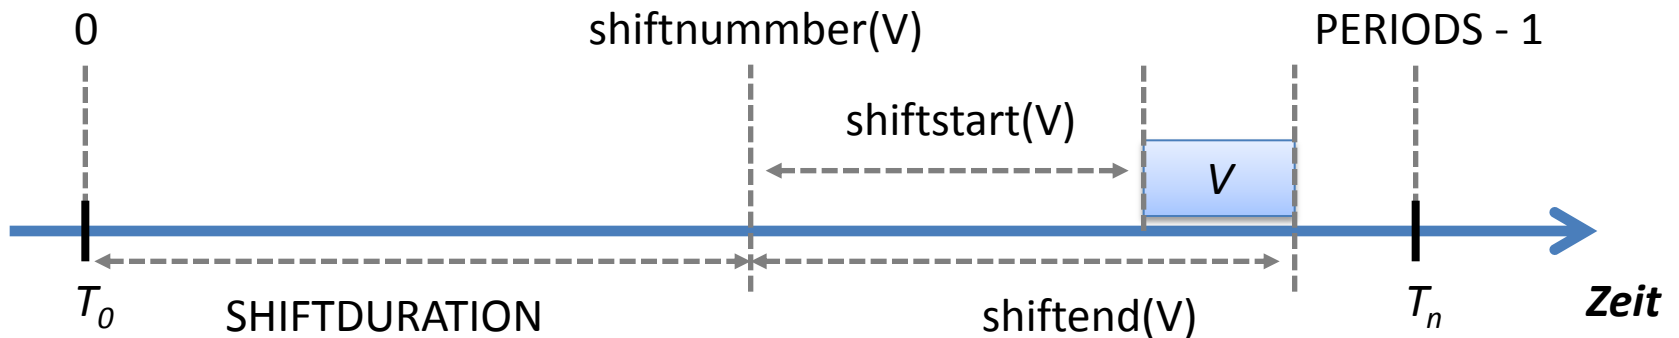 0
shiftnummber(V)
PERIODS - 1
shiftstart(V)
V
T0
SHIFTDURATION
shiftend(V)
Tn
Zeit